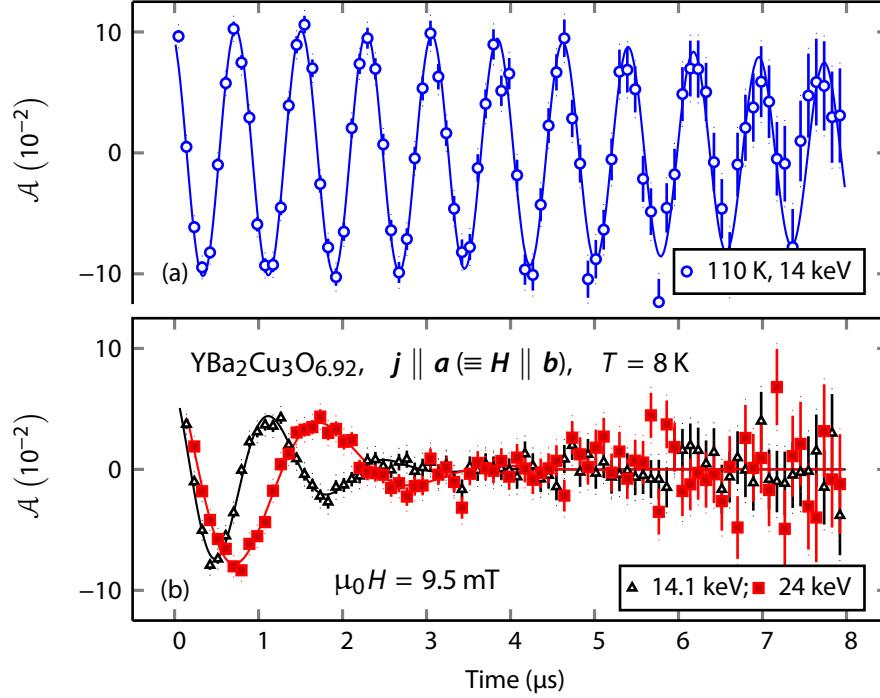 10
0
−10
𝒜 (10⁻²)
(a)
110 K, 14 keV
10
0
−10
𝒜 (10⁻²)
YBa₂Cu₃O₆.₉₂, j || a (≡ H || b), T = 8 K
(b)
μ₀H = 9.5 mT
14.1 keV; 24 keV
0 1 2 3 4 5 6 7 8
Time (μs)